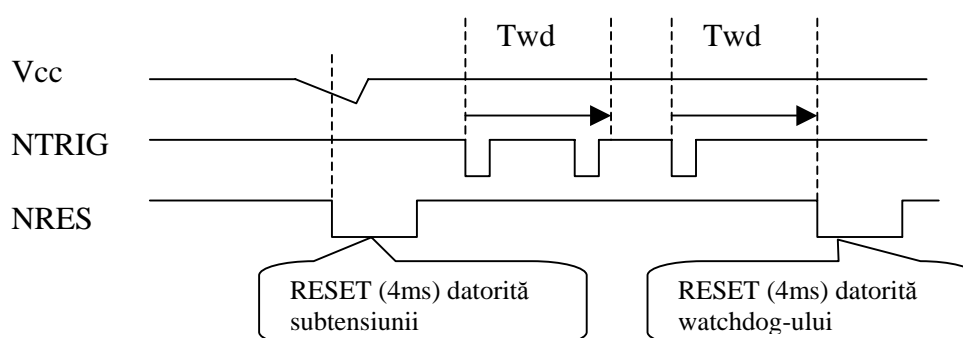 Twd Twd
Vcc
NTRIG
NRES
RESET (4ms) datorită
subtensiunii
RESET (4ms) datorită
watchdog-ului